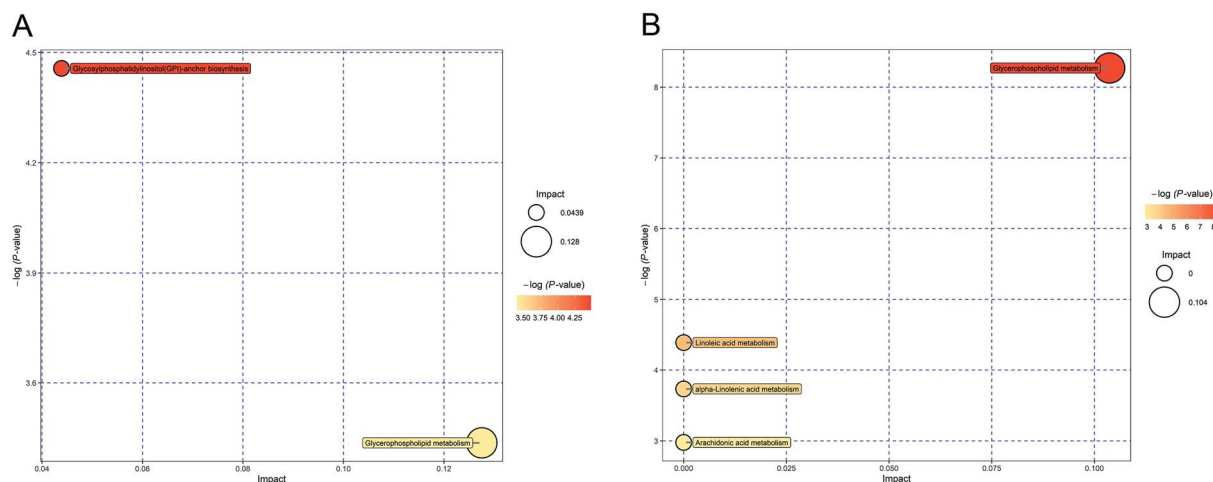 A
4.5
4.2
3.9
3.6
−log (P-value)
Glycosylphosphatidylinositol(GPI)-anchor biosynthesis
Glycerophospholipid metabolism
0.04 0.06 0.08 0.10 0.12
Impact
Impact
0.0439
0.128
−log (P-value)
3.50 3.75 4.00 4.25
B
8
7
6
5
4
3
−log (P-value)
Glycerophospholipid metabolism
Linoleic acid metabolism
alpha-Linolenic acid metabolism
Arachidonic acid metabolism
0.000 0.025 0.050 0.075 0.100
Impact
−log (P-value)
3 4 5 6 7 8
Impact
0
0.104